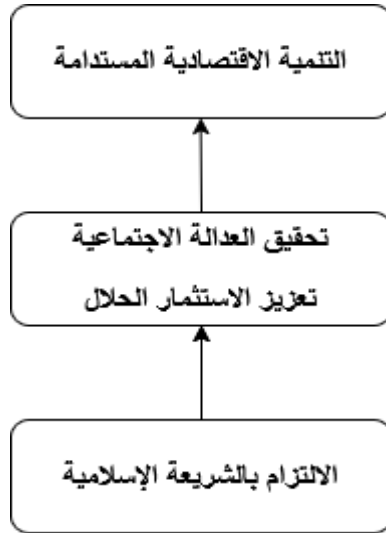 التنمية الاقتصادية المستدامة
تحقيق العدالة الاجتماعية
تعزيز الاستثمار الحلال
الالتزام بالشريعة الإسلامية